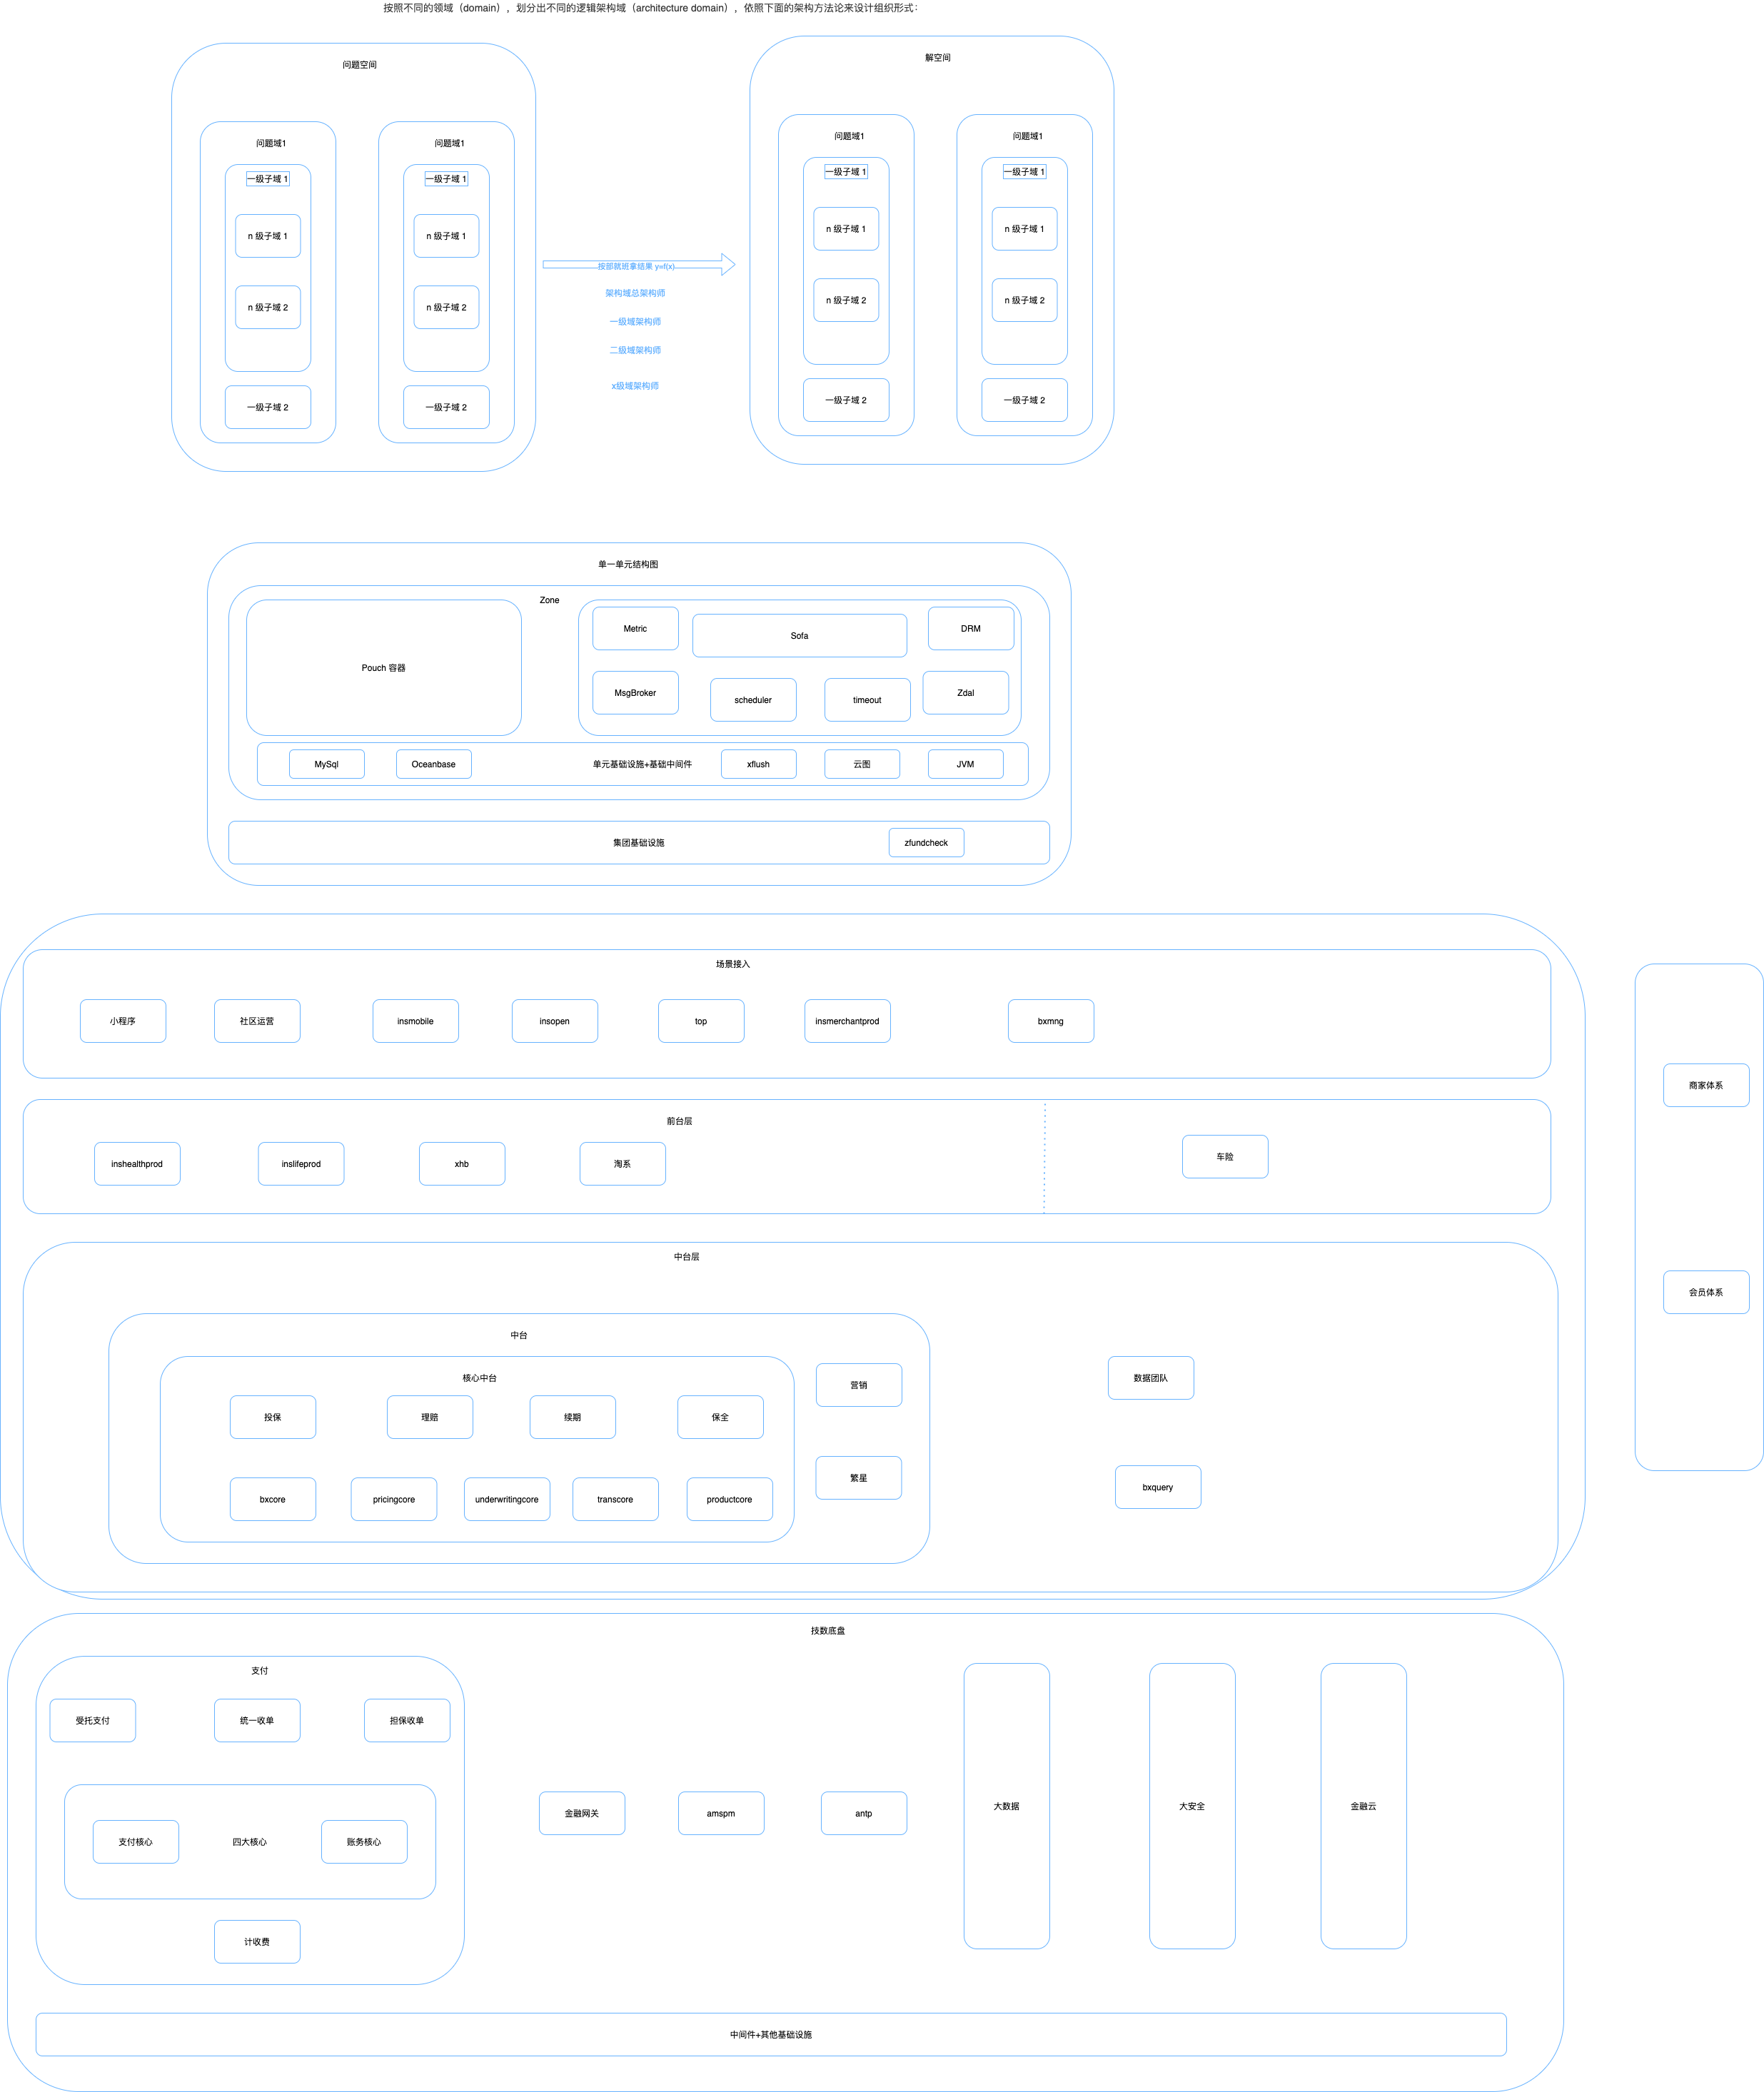 按照不同的领域（domain），划分出不同的逻辑架构域（architecture domain），依照下面的架构方法论来设计组织形式：
问题空间
问题域1
一级子域 1
n 级子域 1
n 级子域 2
一级子域 2
问题域1
一级子域 1
n 级子域 1
n 级子域 2
一级子域 2
按部就班拿结果 y=f(x)
架构域总架构师
一级域架构师
二级域架构师
x级域架构师
解空间
问题域1
一级子域 1
n 级子域 1
n 级子域 2
一级子域 2
问题域1
一级子域 1
n 级子域 1
n 级子域 2
一级子域 2
单一单元结构图
Zone
Pouch 容器
Metric
Sofa
DRM
MsgBroker
scheduler
timeout
Zdal
MySql
Oceanbase
单元基础设施+基础中间件
xflush
云图
JVM
集团基础设施
zfundcheck
场景接入
小程序
社区运营
insmobile
insopen
top
insmerchantprod
bxmng
前台层
inshealthprod
inslifeprod
xhb
淘系
车险
中台层
中台
核心中台
投保
理赔
续期
保全
bxcore
pricingcore
underwritingcore
transcore
productcore
营销
繁星
数据团队
bxquery
商家体系
会员体系
技数底盘
支付
受托支付
统一收单
担保收单
支付核心
四大核心
账务核心
计收费
金融网关
amspm
antp
大数据
大安全
金融云
中间件+其他基础设施